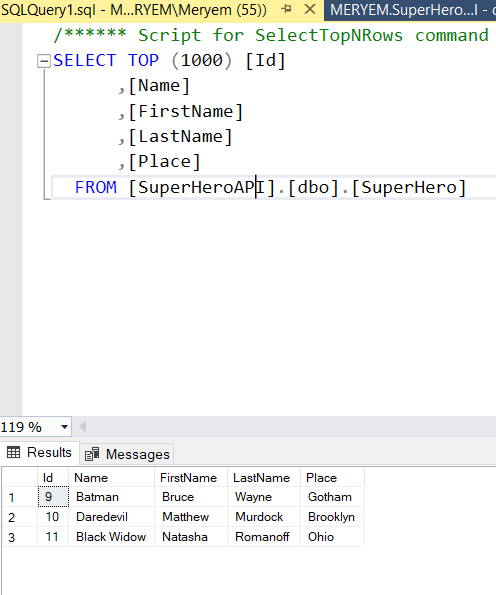 SQLQuery1.sql - M...RYEM\Meryem (55)) MERYEM.SuperHero...l - d
/****** Script for SelectTopNRows command
SELECT TOP (1000) [Id]
,[Name]
,[FirstName]
,[LastName]
,[Place]
FROM [SuperHeroAPI].[dbo].[SuperHero]
119 %
Results Messages
Id Name FirstName LastName Place
1 9 Batman Bruce Wayne Gotham
2 10 Daredevil Matthew Murdock Brooklyn
3 11 Black Widow Natasha Romanoff Ohio